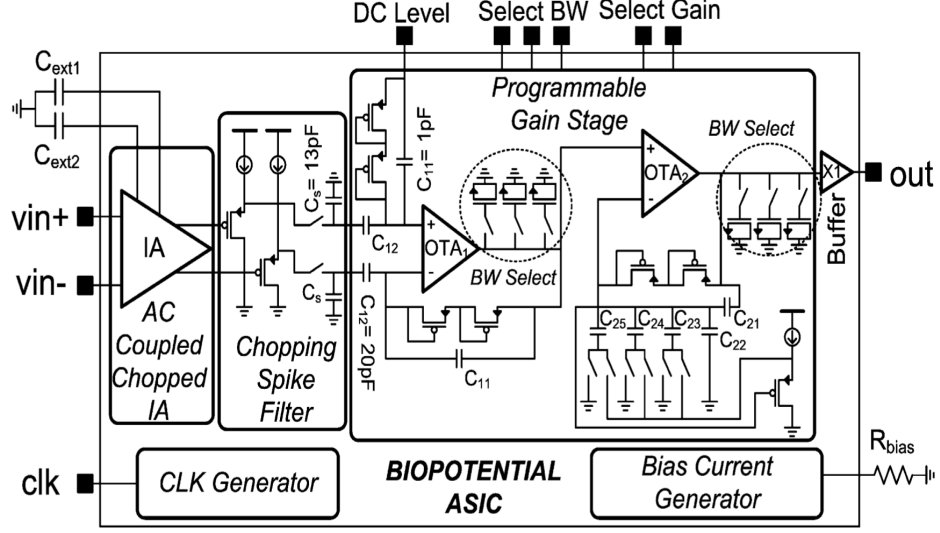 DC Level
Select BW
Select Gain
Cext1
Cext2
Programmable
Gain Stage
BW Select
Cs= 13pF
C11= 1pF
OTA2
X1
out
Buffer
vin+
IA
vin-
C12
OTA1
BW Select
AC
Coupled
Chopped
IA
Cs
Chopping
Spike
Filter
C12= 20pF
C11
C25
C24
C23
C21
C22
Rbias
clk
CLK Generator
BIOPOTENTIAL
ASIC
Bias Current
Generator
+
-
+
-